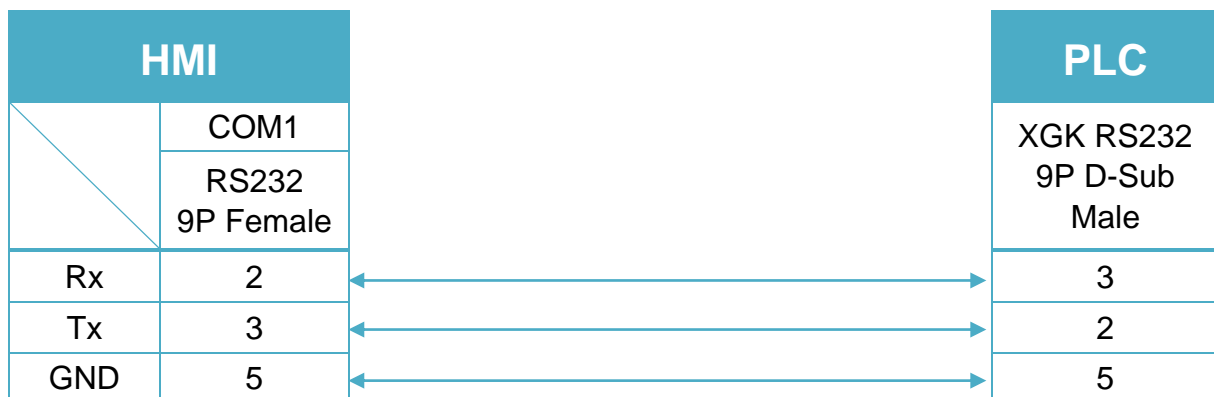 HMI
PLC
COM1
RS232
9P Female
XGK RS232
9P D-Sub
Male
Rx 2 3
Tx 3 2
GND 5 5